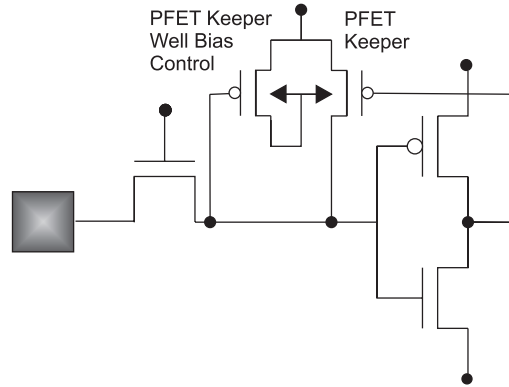 PFET Keeper
Well Bias
Control
PFET
Keeper